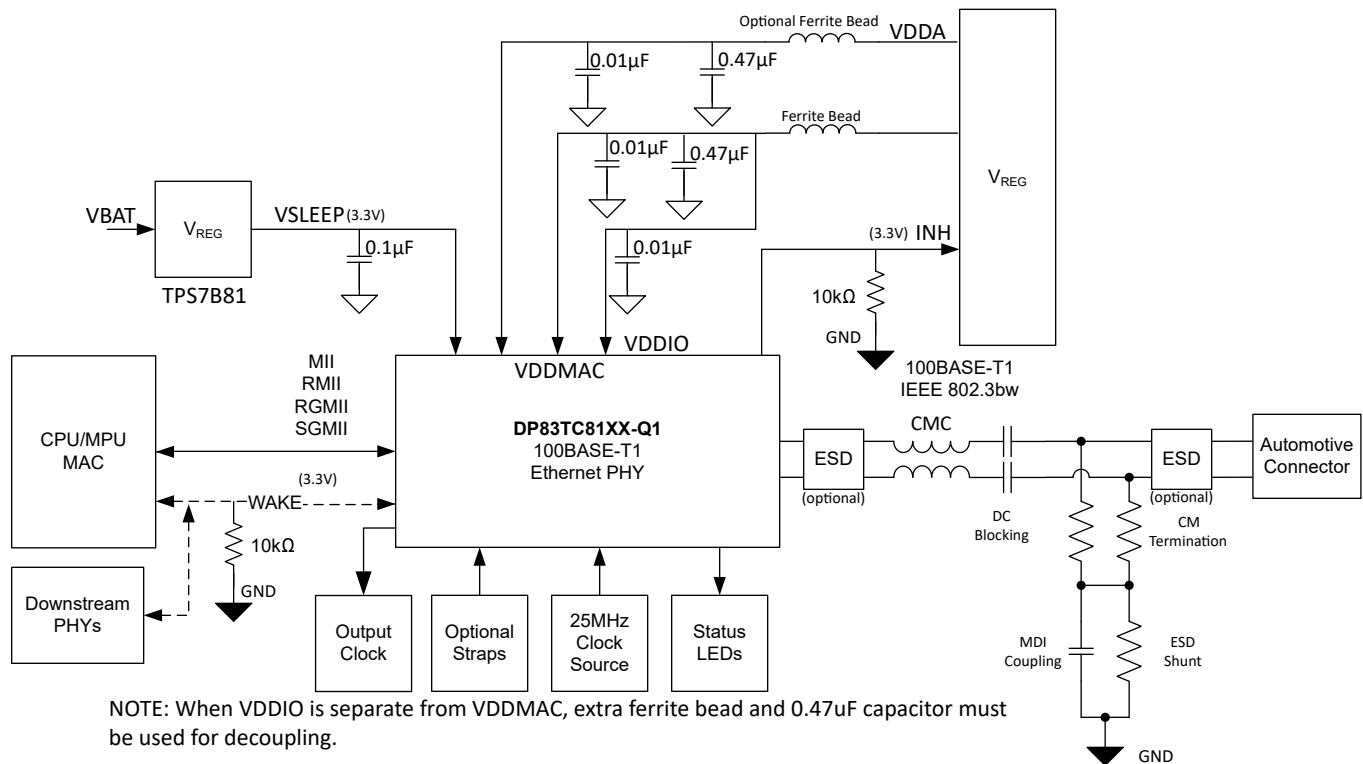 Optional Ferrite Bead
VDDA
0.01µF
0.47µF
Ferrite Bead
0.01µF
0.47µF
VREG
VBAT
VREG
VSLEEP (3.3V)
0.1µF
TPS7B81
0.01µF
(3.3V) INH
10kΩ
GND
VDDIO
VDDMAC
100BASE-T1
IEEE 802.3bw
MII
RMII
RGMII
SGMII
CPU/MPU
MAC
(3.3V)
WAKE
10kΩ
GND
Downstream
PHYs
DP83TC81XX-Q1
100BASE-T1
Ethernet PHY
ESD
(optional)
CMC
DC
Blocking
ESD
(optional)
CM
Termination
Automotive
Connector
Output
Clock
Optional
Straps
25MHz
Clock
Source
Status
LEDs
MDI
Coupling
ESD
Shunt
GND
NOTE: When VDDIO is separate from VDDMAC, extra ferrite bead and 0.47uF capacitor must
be used for decoupling.